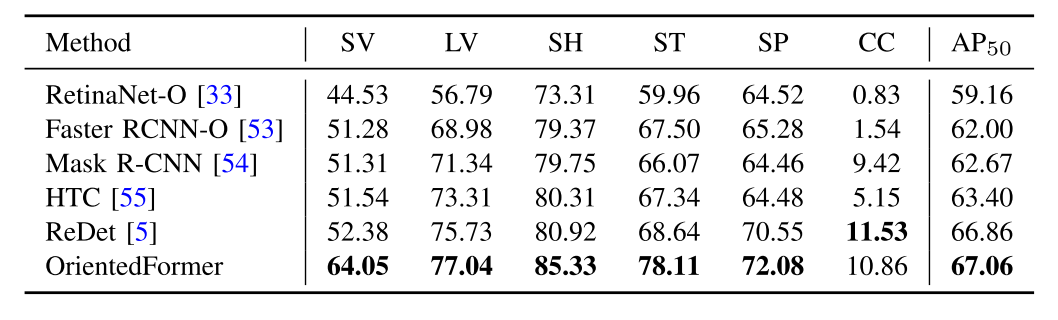 Method SV LV SH ST SP CC AP50
RetinaNet-O [33] 44.53 56.79 73.31 59.96 64.52 0.83 59.16
Faster RCNN-O [53] 51.28 68.98 79.37 67.50 65.28 1.54 62.00
Mask R-CNN [54] 51.31 71.34 79.75 66.07 64.46 9.42 62.67
HTC [55] 51.54 73.31 80.31 67.34 64.48 5.15 63.40
ReDet [5] 52.38 75.73 80.92 68.64 70.55 11.53 66.86
OrientedFormer 64.05 77.04 85.33 78.11 72.08 10.86 67.06